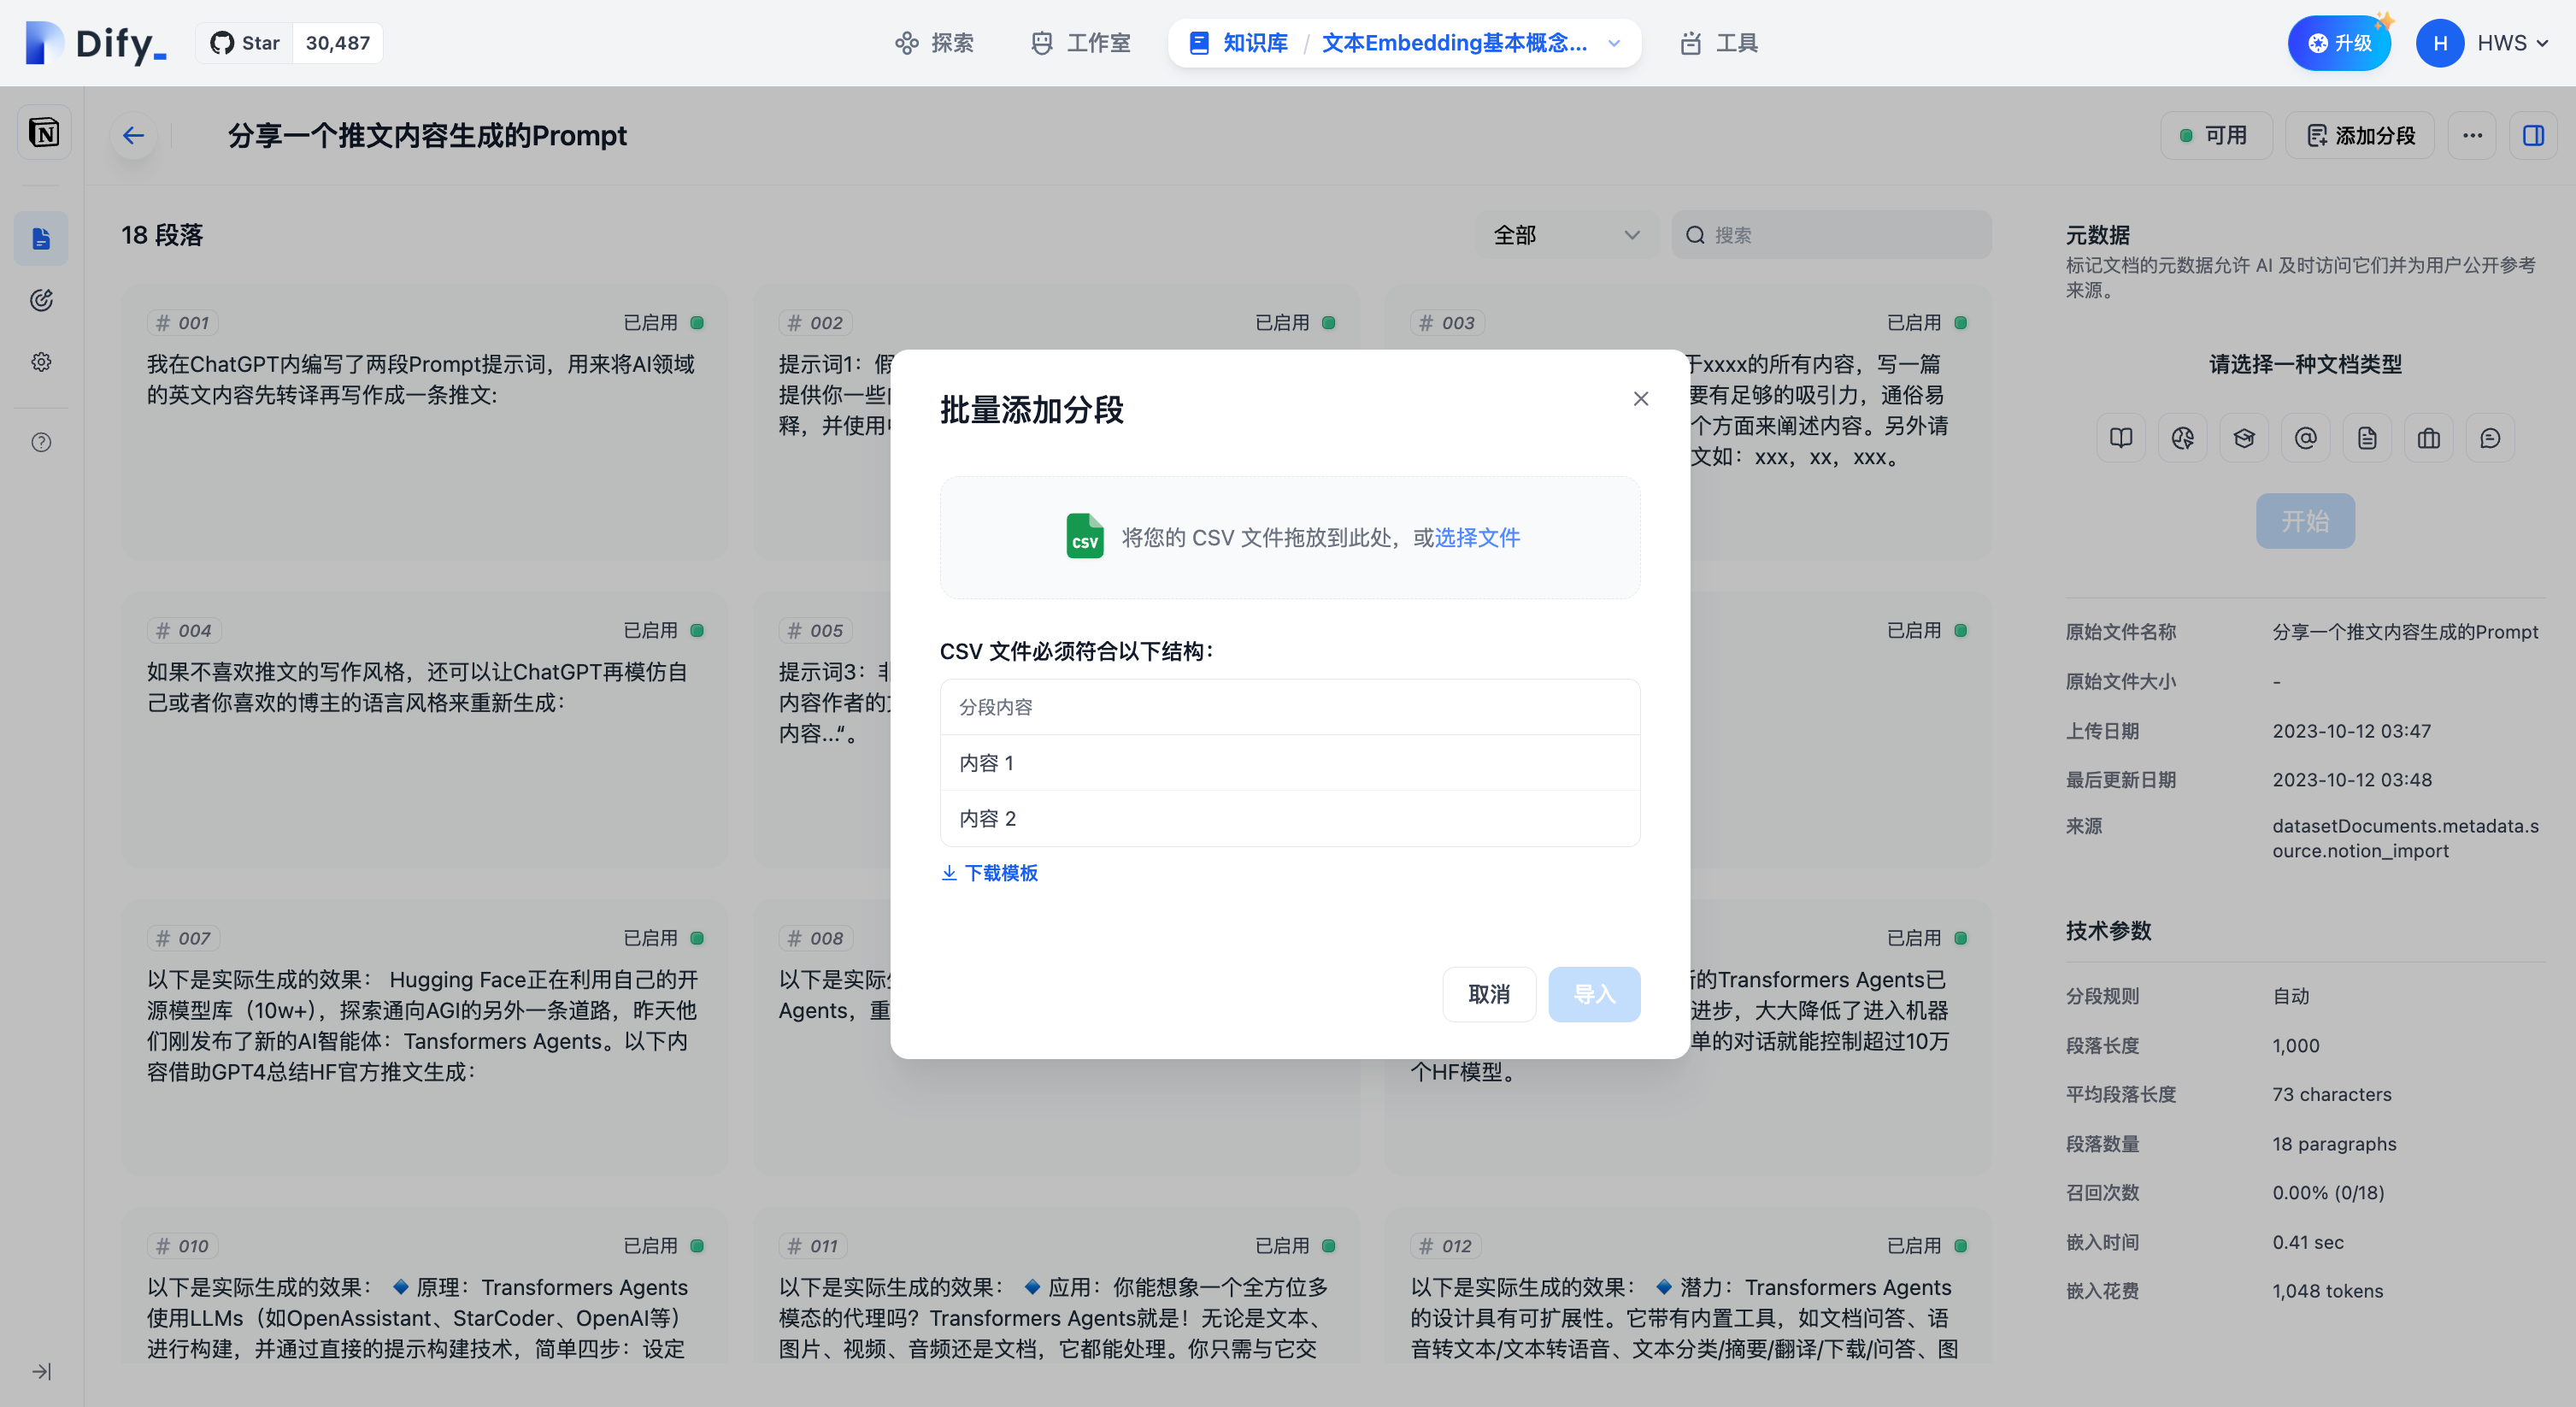 Dify_
Star 30,487
探索
工作室
知识库 / 文本Embedding基本概念...
工具
升级
H HWS
分享一个推文内容生成的Prompt
可用
添加分段
18 段落
全部
搜索
# 001 已启用
我在ChatGPT内编写了两段Prompt提示词，用来将AI领域
的英文内容先转译再写作成一条推文:
# 002 已启用
提示词1：假
提供你一些
释，并使用
# 003 已启用
xxxx的所有内容，写一篇
要有足够的吸引力，通俗易
个方面来阐述内容。另外请
文如：xxx，xx，xxx。
# 004 已启用
如果不喜欢推文的写作风格，还可以让ChatGPT再模仿自
己或者你喜欢的博主的语言风格来重新生成：
# 005
提示词3：
内容作者的
内容...“。
已启用
# 007 已启用
以下是实际生成的效果： Hugging Face正在利用自己的开
源模型库（10w+），探索通向AGI的另外一条道路，昨天他
们刚发布了新的AI智能体：Tansformers Agents。以下内
容借助GPT4总结HF官方推文生成：
# 008
以下是实际
Agents，重
已启用
的Transformers Agents已
进步，大大降低了进入机器
单的对话就能控制超过10万
个HF模型。
# 010 已启用
以下是实际生成的效果： 🔹原理：Transformers Agents
使用LLMs（如OpenAssistant、StarCoder、OpenAI等）
进行构建，并通过直接的提示构建技术，简单四步：设定
# 011 已启用
以下是实际生成的效果： 🔹应用：你能想象一个全方位多
模态的代理吗？Transformers Agents就是！无论是文本、
图片、视频、音频还是文档，它都能处理。你只需与它交
# 012 已启用
以下是实际生成的效果： 🔹潜力：Transformers Agents
的设计具有可扩展性。它带有内置工具，如文档问答、语
音转文本/文本转语音、文本分类/摘要/翻译/下载/问答、图
批量添加分段
CSV
将您的 CSV 文件拖放到此处，或选择文件
CSV 文件必须符合以下结构：
分段内容
内容 1
内容 2
下载模板
取消
导入
元数据
标记文档的元数据允许 AI 及时访问它们并为用户公开参考
来源。
请选择一种文档类型
开始
原始文件名称 分享一个推文内容生成的Prompt
原始文件大小 -
上传日期 2023-10-12 03:47
最后更新日期 2023-10-12 03:48
来源 datasetDocuments.metadata.s
ource.notion_import
技术参数
分段规则 自动
段落长度 1,000
平均段落长度 73 characters
段落数量 18 paragraphs
召回次数 0.00% (0/18)
嵌入时间 0.41 sec
嵌入花费 1,048 tokens